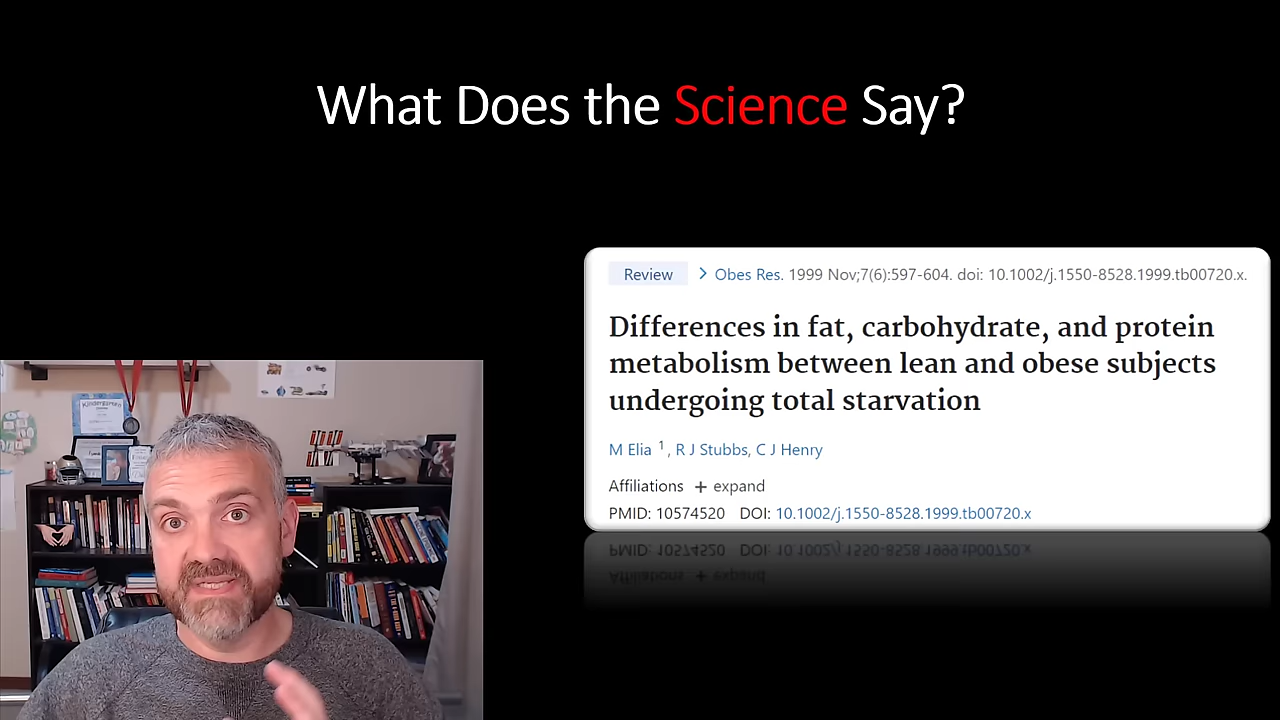 What Does the Science Say?
Review > Obes Res. 1999 Nov;7(6):597-604. doi: 10.1002/j.1550-8528.1999.tb00720.x.
Differences in fat, carbohydrate, and protein
metabolism between lean and obese subjects
undergoing total starvation
M Elia 1, R J Stubbs, C J Henry
Affiliations + expand
PMID: 10574520 DOI: 10.1002/j.1550-8528.1999.tb00720.x
Kindergarten